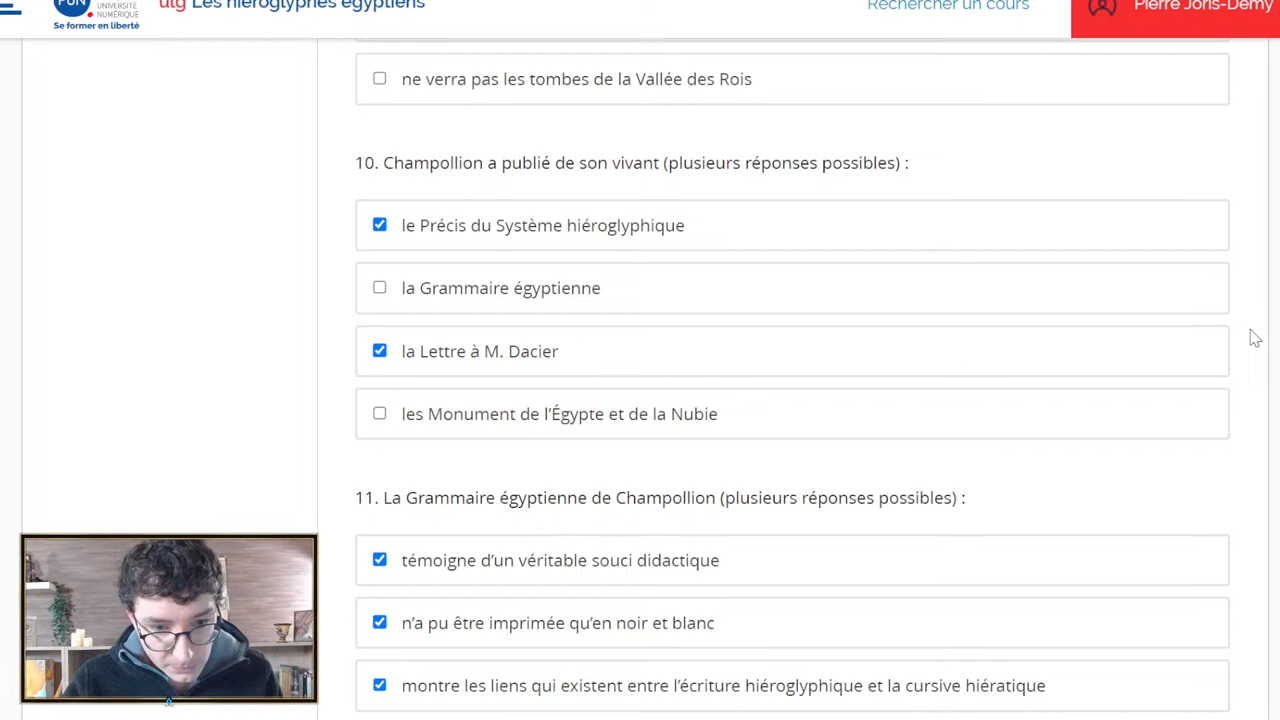 FUN UNIVERSITÉ
NUMÉRIQUE
Se former en liberté
ulg Les hiéroglyphes égyptiens
Rechercher un cours
Pierre Joris-Demy
ne verra pas les tombes de la Vallée des Rois
10. Champollion a publié de son vivant (plusieurs réponses possibles) :
le Précis du Système hiéroglyphique
la Grammaire égyptienne
la Lettre à M. Dacier
les Monument de l’Égypte et de la Nubie
11. La Grammaire égyptienne de Champollion (plusieurs réponses possibles) :
témoigne d’un véritable souci didactique
n’a pu être imprimée qu’en noir et blanc
montre les liens qui existent entre l’écriture hiéroglyphique et la cursive hiératique